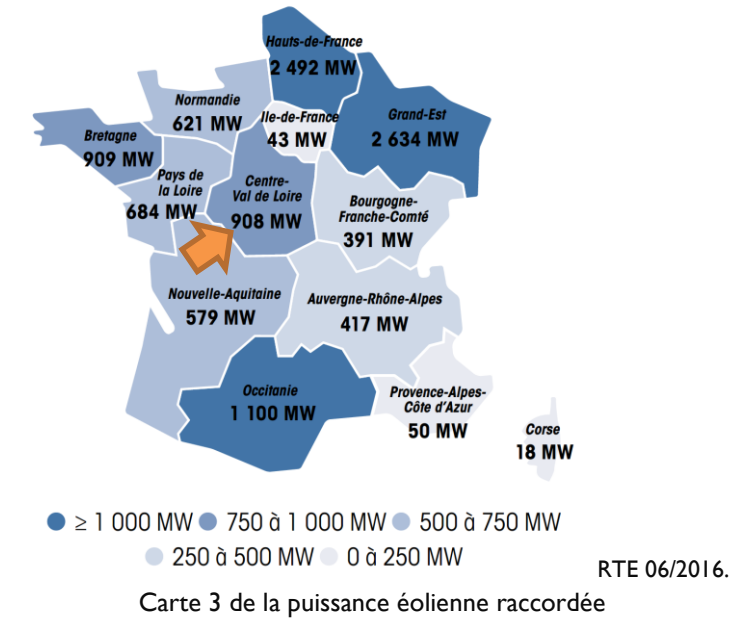 Hauts-de-France
2 492 MW
Normandie
621 MW
Ile-de-France
43 MW
Grand-Est
2 634 MW
Bretagne
909 MW
Pays de
la Loire
684 MW
Centre-
Val de Loire
908 MW
Bourgogne-
Franche-Comté
391 MW
Nouvelle-Aquitaine
579 MW
Auvergne-Rhône-Alpes
417 MW
Occitanie
1 100 MW
Provence-Alpes-
Côte d'Azur
50 MW
Corse
18 MW
≥ 1 000 MW 750 à 1 000 MW 500 à 750 MW
250 à 500 MW 0 à 250 MW
RTE 06/2016.
Carte 3 de la puissance éolienne raccordée